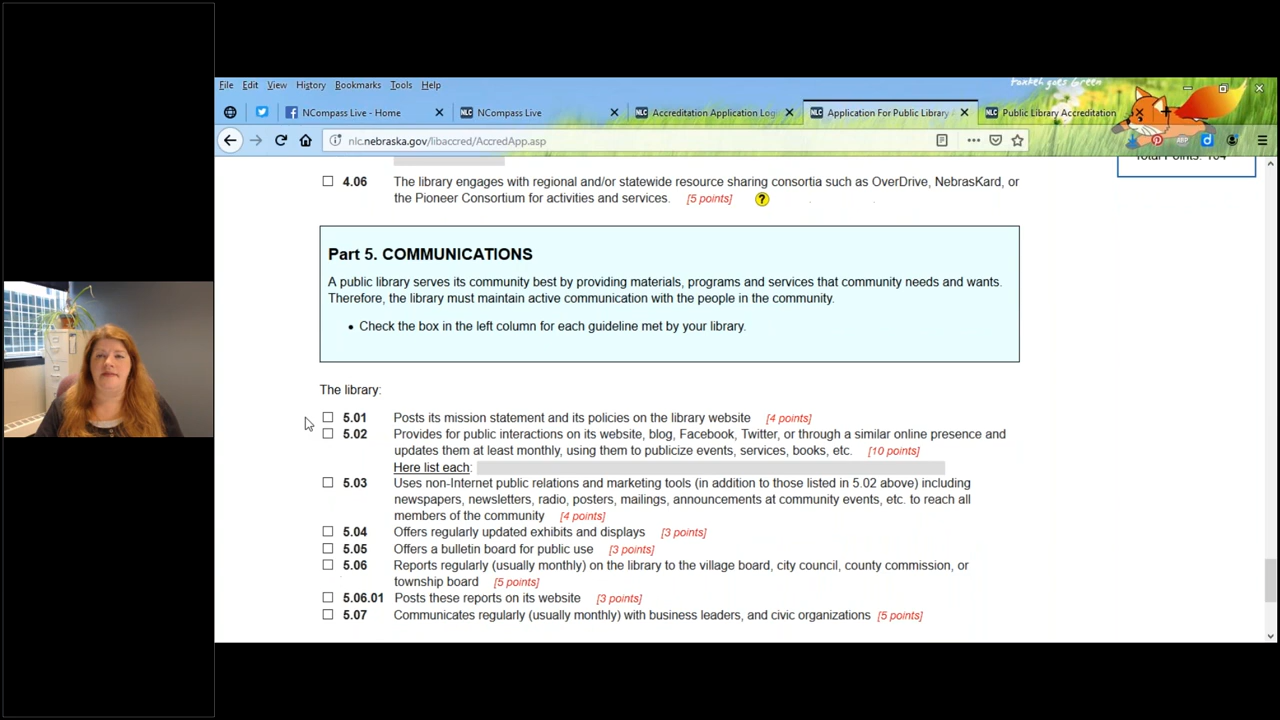 Foxkeh goes Green
File Edit View History Bookmarks Tools Help
NCompass Live - Home
NCompass Live
Accreditation Application Logi
Application For Public Library A
Public Library Accreditation
nlc.nebraska.gov/libaccred/AccredApp.asp
4.06 The library engages with regional and/or statewide resource sharing consortia such as OverDrive, NebrasKard, or
the Pioneer Consortium for activities and services. [5 points] ?
Part 5. COMMUNICATIONS
A public library serves its community best by providing materials, programs and services that community needs and wants.
Therefore, the library must maintain active communication with the people in the community.
• Check the box in the left column for each guideline met by your library.
The library:
5.01 Posts its mission statement and its policies on the library website [4 points]
5.02 Provides for public interactions on its website, blog, Facebook, Twitter, or through a similar online presence and
updates them at least monthly, using them to publicize events, services, books, etc. [10 points]
Here list each:
5.03 Uses non-Internet public relations and marketing tools (in addition to those listed in 5.02 above) including
newspapers, newsletters, radio, posters, mailings, announcements at community events, etc. to reach all
members of the community [4 points]
5.04 Offers regularly updated exhibits and displays [3 points]
5.05 Offers a bulletin board for public use [3 points]
5.06 Reports regularly (usually monthly) on the library to the village board, city council, county commission, or
township board [5 points]
5.06.01 Posts these reports on its website [3 points]
5.07 Communicates regularly (usually monthly) with business leaders, and civic organizations [5 points]